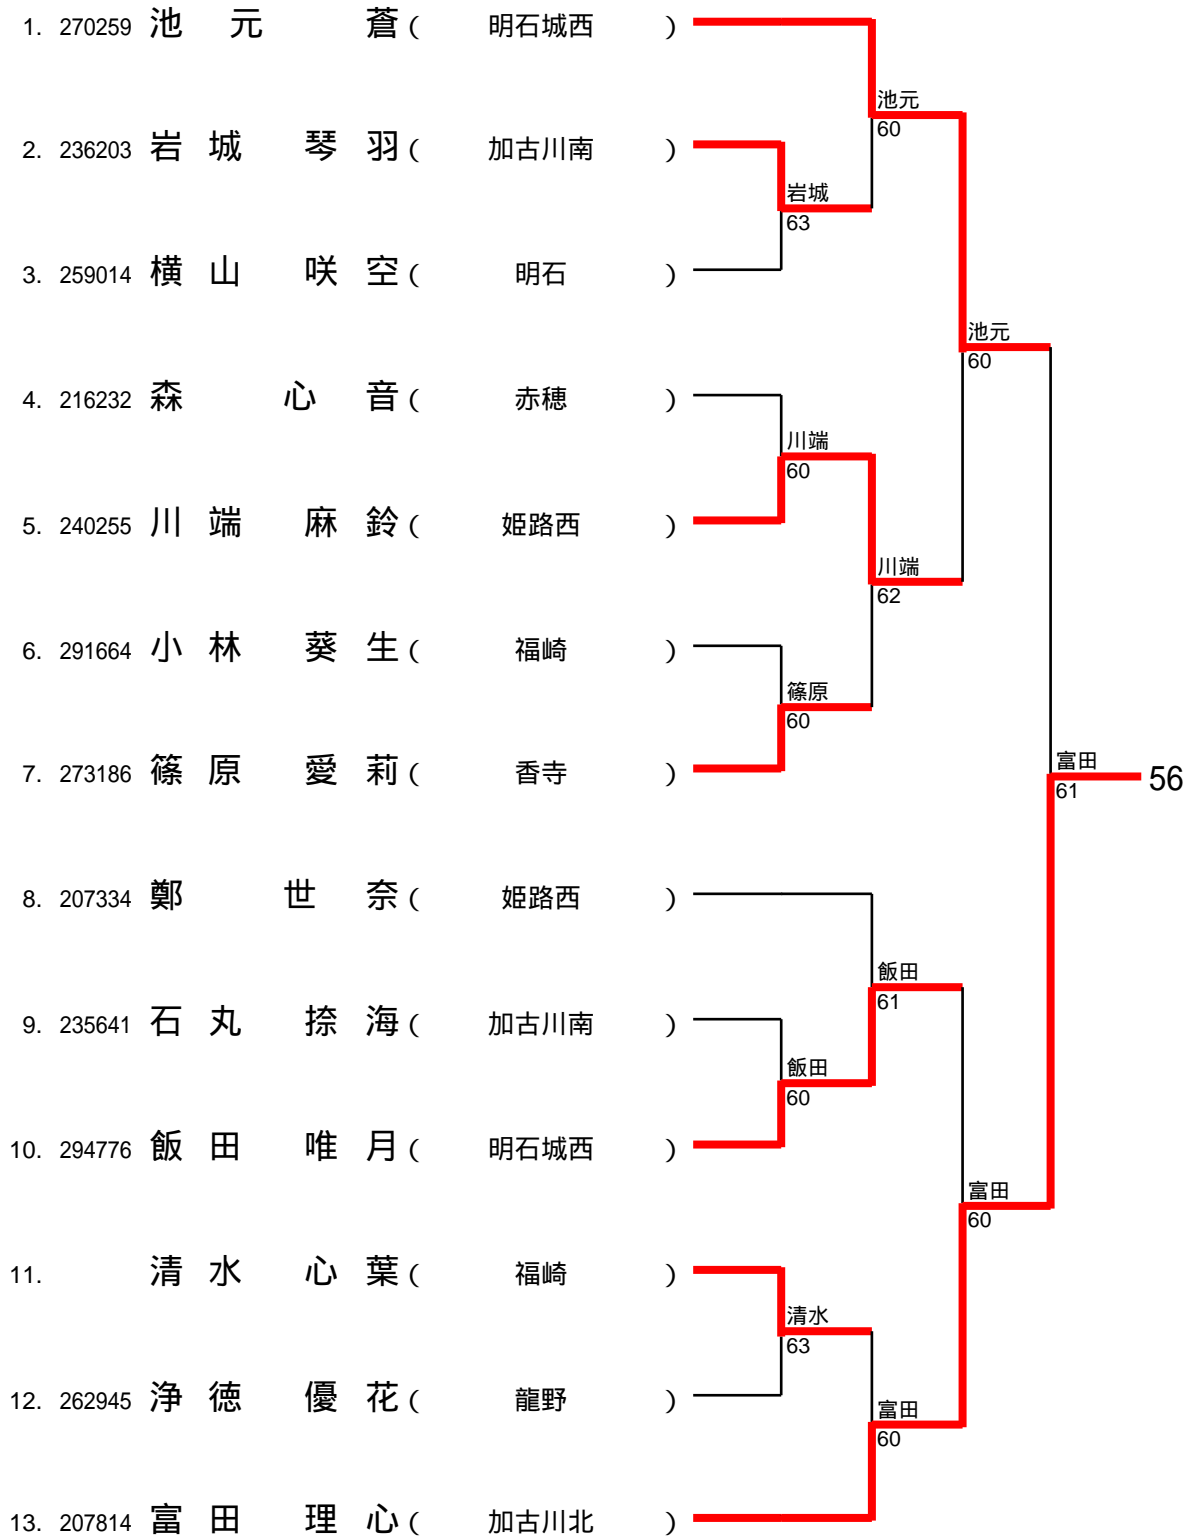 1. 270259 池元 蒼 ( 明石城西 )
池元
60
2. 236203 岩城 琴羽 ( 加古川南 )
岩城
63
3. 259014 横山 咲空 ( 明石 )
池元
60
4. 216232 森 心音 ( 赤穂 )
川端
60
5. 240255 川端 麻鈴 ( 姫路西 )
川端
62
6. 291664 小林 葵生 ( 福崎 )
篠原
60
7. 273186 篠原 愛莉 ( 香寺 )
富田
61
56
8. 207334 鄭 世奈 ( 姫路西 )
飯田
61
9. 235641 石丸 捺海 ( 加古川南 )
飯田
60
10. 294776 飯田 唯月 ( 明石城西 )
富田
60
11. 清水 心葉 ( 福崎 )
清水
63
12. 262945 浄徳 優花 ( 龍野 )
富田
60
13. 207814 富田 理心 ( 加古川北 )